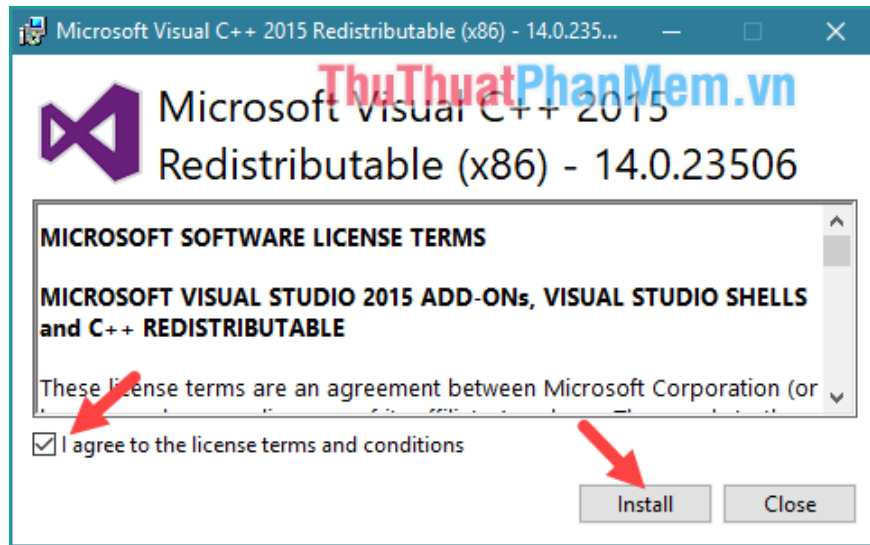 Microsoft Visual C++ 2015 Redistributable (x86) - 14.0.235...
ThuThuatPhanMem.vn
Microsoft Visual C++ 2015
Redistributable (x86) - 14.0.23506
MICROSOFT SOFTWARE LICENSE TERMS
MICROSOFT VISUAL STUDIO 2015 ADD-ONs, VISUAL STUDIO SHELLS
and C++ REDISTRIBUTABLE
These license terms are an agreement between Microsoft Corporation (or
I agree to the license terms and conditions
Install
Close